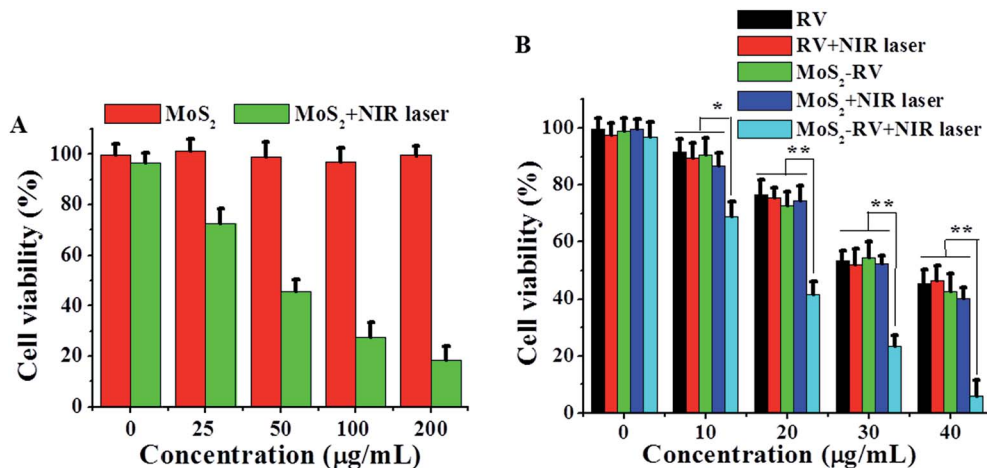 A
MoS₂ MoS₂+NIR laser
Cell viability (%)
100
80
60
40
20
0
0 25 50 100 200
Concentration (μg/mL)
B
RV
RV+NIR laser
MoS₂-RV
MoS₂+NIR laser
MoS₂-RV+NIR laser
Cell viability (%)
100
80
60
40
20
0
*
**
**
**
0 10 20 30 40
Concentration (μg/mL)